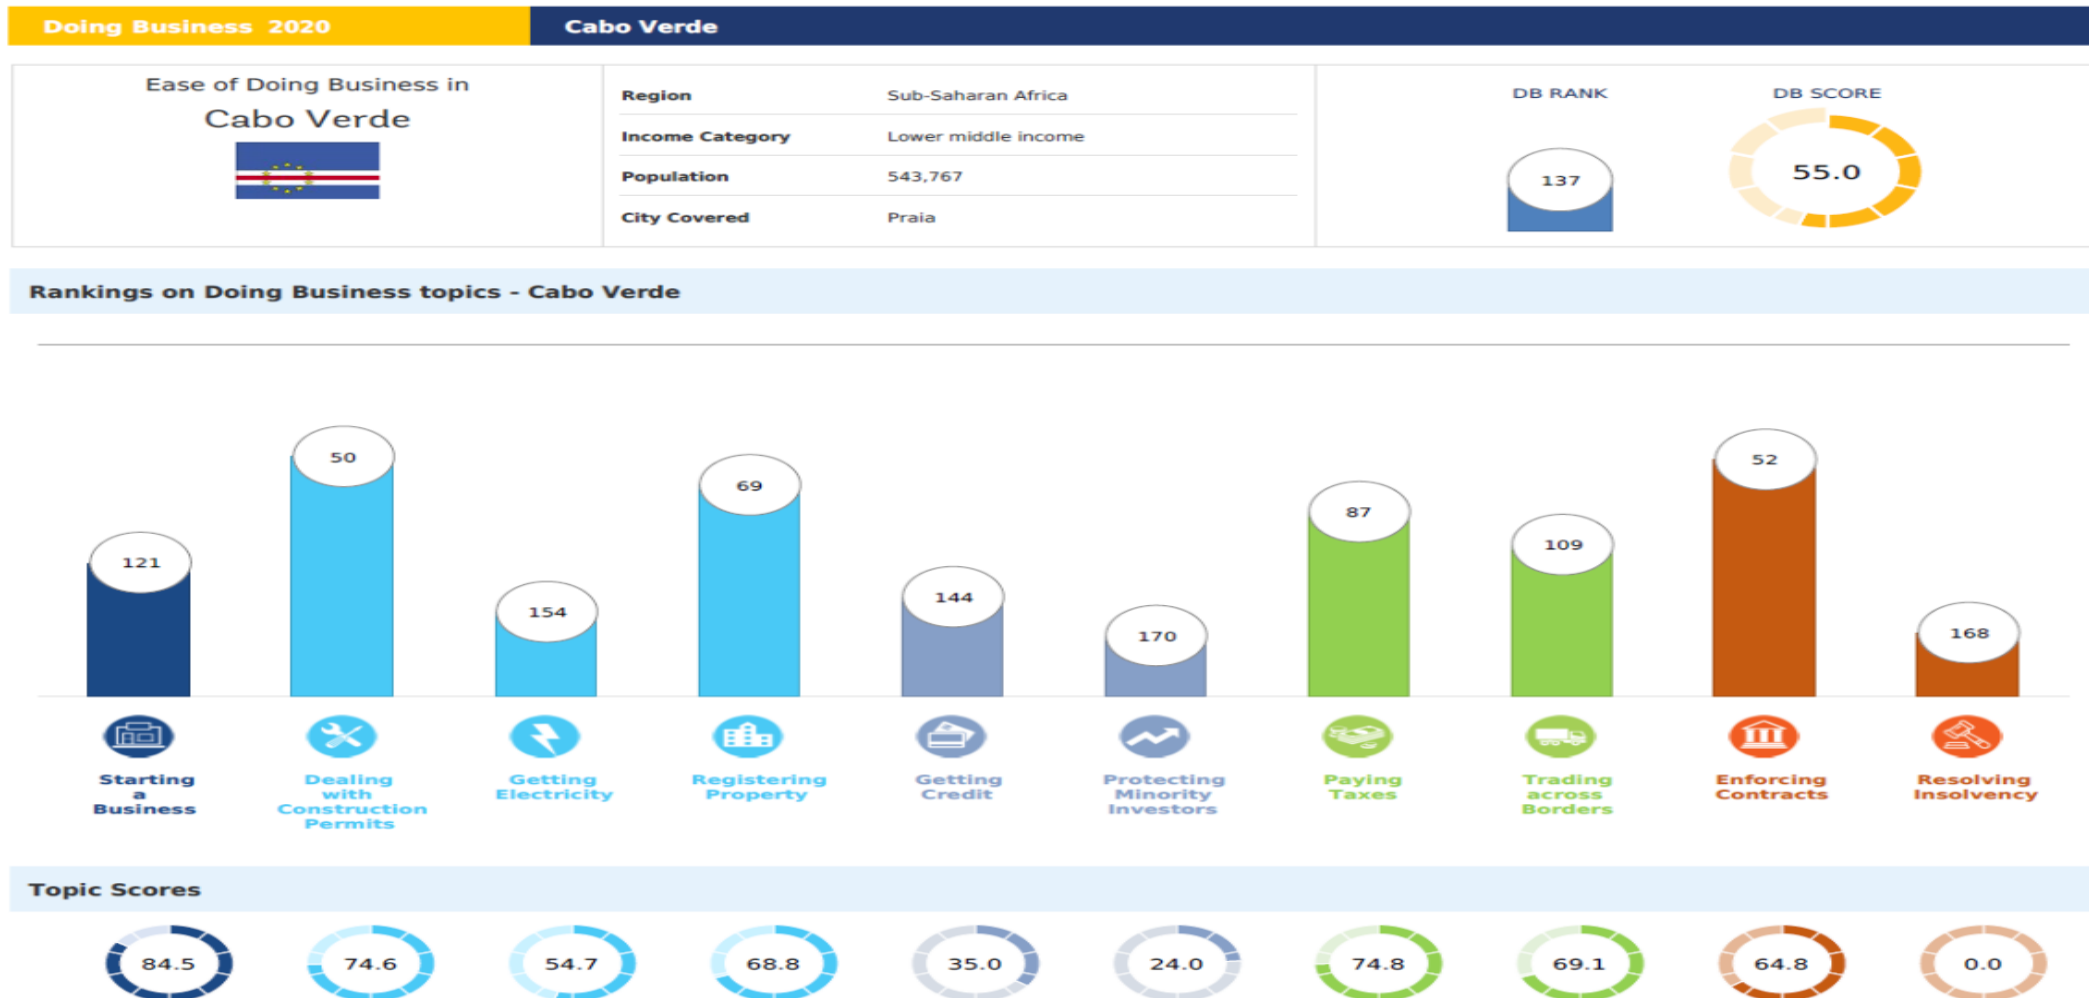 Doing Business 2020
Cabo Verde
Ease of Doing Business in
Cabo Verde
Region Sub-Saharan Africa
Income Category Lower middle income
Population 543,767
City Covered Praia
DB RANK
137
DB SCORE
55.0
Rankings on Doing Business topics - Cabo Verde
121
50
154
69
144
170
87
109
52
168
Starting
a
Business
Dealing
with
Construction
Permits
Getting
Electricity
Registering
Property
Getting
Credit
Protecting
Minority
Investors
Paying
Taxes
Trading
across
Borders
Enforcing
Contracts
Resolving
Insolvency
Topic Scores
84.5
74.6
54.7
68.8
35.0
24.0
74.8
69.1
64.8
0.0